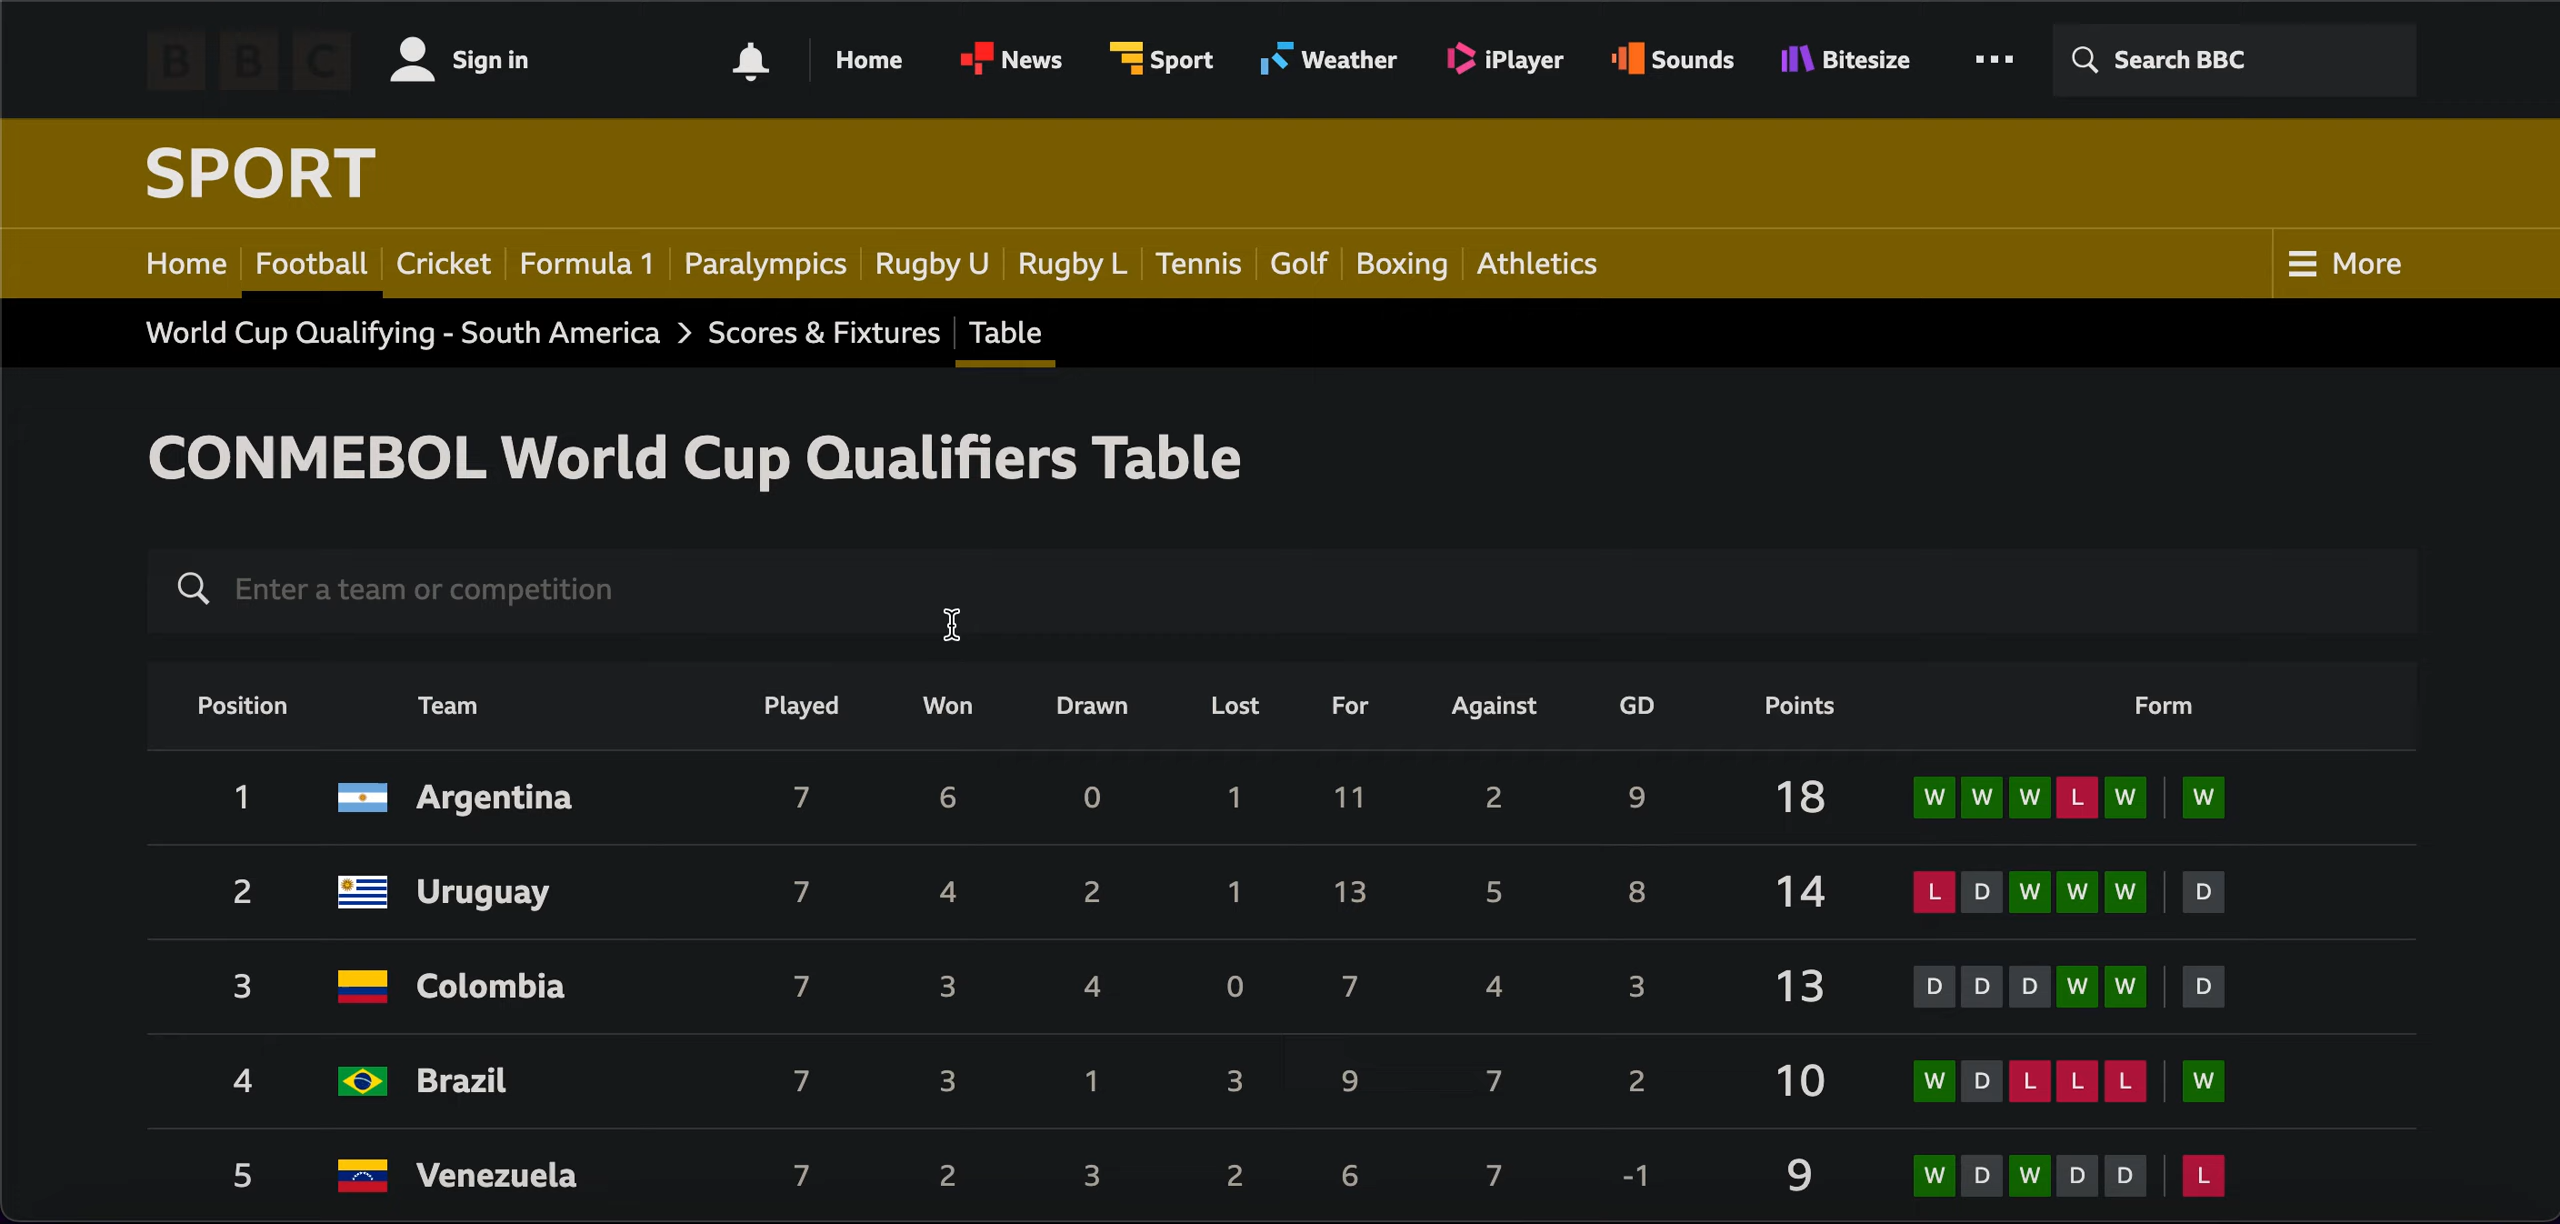 BBC Sign in Home News Sport Weather iPlayer Sounds Bitesize ... Search BBC
SPORT
Home Football Cricket Formula 1 Paralympics Rugby U Rugby L Tennis Golf Boxing Athletics More
World Cup Qualifying - South America > Scores & Fixtures Table
CONMEBOL World Cup Qualifiers Table
Enter a team or competition
Position Team Played Won Drawn Lost For Against GD Points Form
1 Argentina 7 6 0 1 11 2 9 18 W W W L W W
2 Uruguay 7 4 2 1 13 5 8 14 L D W W W D
3 Colombia 7 3 4 0 7 4 3 13 D D D W W D
4 Brazil 7 3 1 3 9 7 2 10 W D L L L W
5 Venezuela 7 2 3 2 6 7 -1 9 W D W D D L